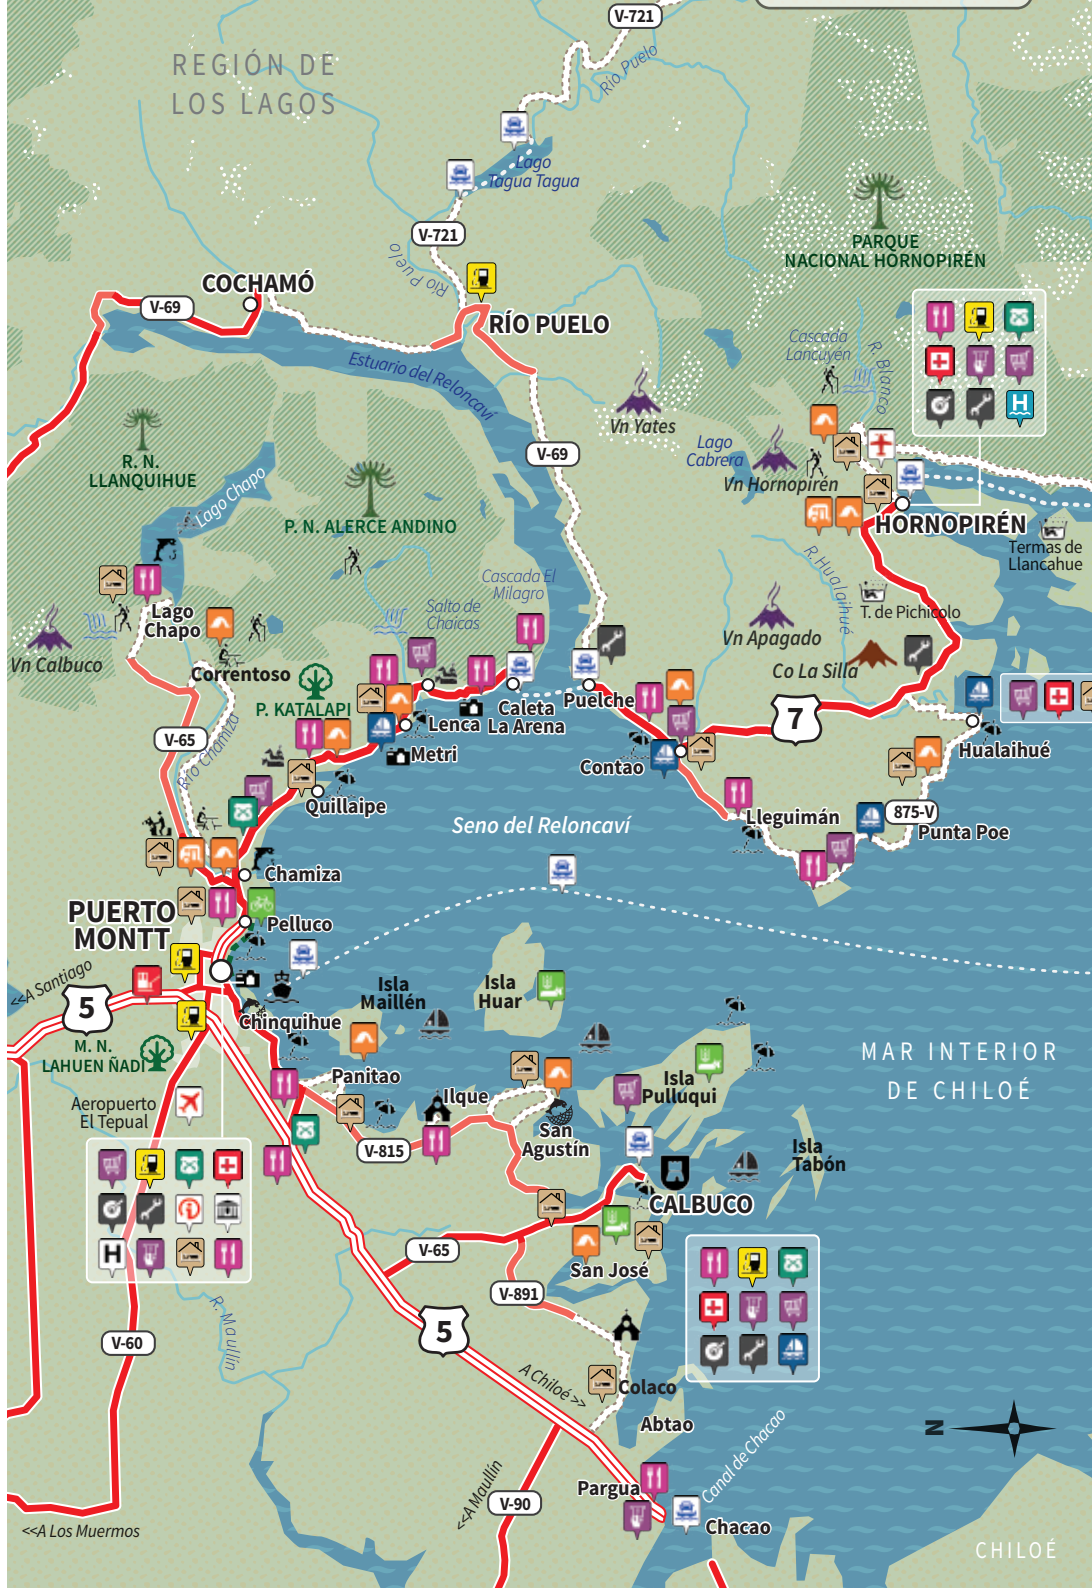 V-721
REGIÓN DE
LOS LAGOS
Río Puelo
Lago
Tagua Tagua
V-721
Río Puelo
PARQUE
NACIONAL HORNOPIRÉN
COCHAMÓ
V-69
RÍO PUELO
Estuario del Reloncaví
Cascada
Lancuyen
R. Blanco
H
Vn Yates
Lago
Cabrera
Vn Hornopirén
HORNOPIRÉN
Termas de
Llancahue
R. N.
LLANQUIHUE
Lago Chapo
P. N. ALERCE ANDINO
V-69
R. Hualaihué
T. de Pichicolo
Cascada El
Milagro
Salto de
Chaicas
Lago
Chapo
Vn Calbuco
Correntoso
P. KATALAPI
Vn Apagado
Co La Silla
Lenca
Caleta
La Arena
Puelche
7
Hualaihué
V-65
Río Chamiza
Metri
Contao
Quillaipe
Lleguimán
875-V
Punta Poe
Seno del Reloncaví
Chamiza
PUERTO
MONTT
Pelluco
<<A Santiago
5
Isla
Maillén
Isla
Huar
Chinquihue
M. N.
LAHUEN ÑADI
MAR INTERIOR
DE CHILOÉ
Panitao
Isla
Pulluqui
Aeropuerto
El Tepual
Ilque
V-815
San
Agustín
Isla
Tabón
i
H
CALBUCO
V-65
San José
V-891
R. Maullín
V-60
5
A Chiloé >>
Colaco
Abtao
Canal de Chacao
N
Pargua
<<A Maullín
V-90
Chacao
<<A Los Muermos
CHILOÉ